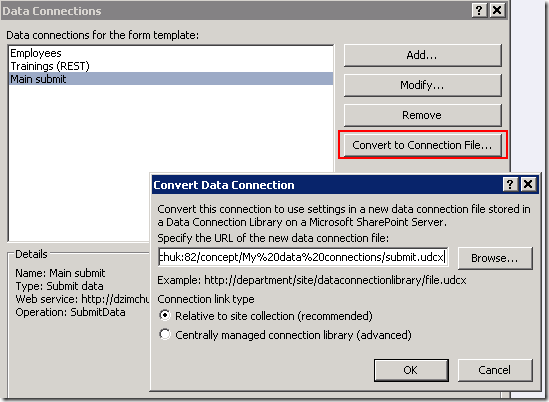 Data Connections
Data connections for the form template:
Employees
Trainings (REST)
Main submit
Add...
Modify...
Remove
Convert to Connection File...
Convert Data Connection
Convert this connection to use settings in a new data connection file stored in
a Data Connection Library on a Microsoft SharePoint Server.
Specify the URL of the new data connection file:
chuk:82/concept/My%20data%20connections/submit.udcx
Browse...
Example: http://department/site/dataconnectionlibrary/file.udcx
Connection link type
Relative to site collection (recommended)
Centrally managed connection library (advanced)
OK
Cancel
Details
Name: Main submit
Type: Submit data
Web service: http://dzimchu
Operation: SubmitData